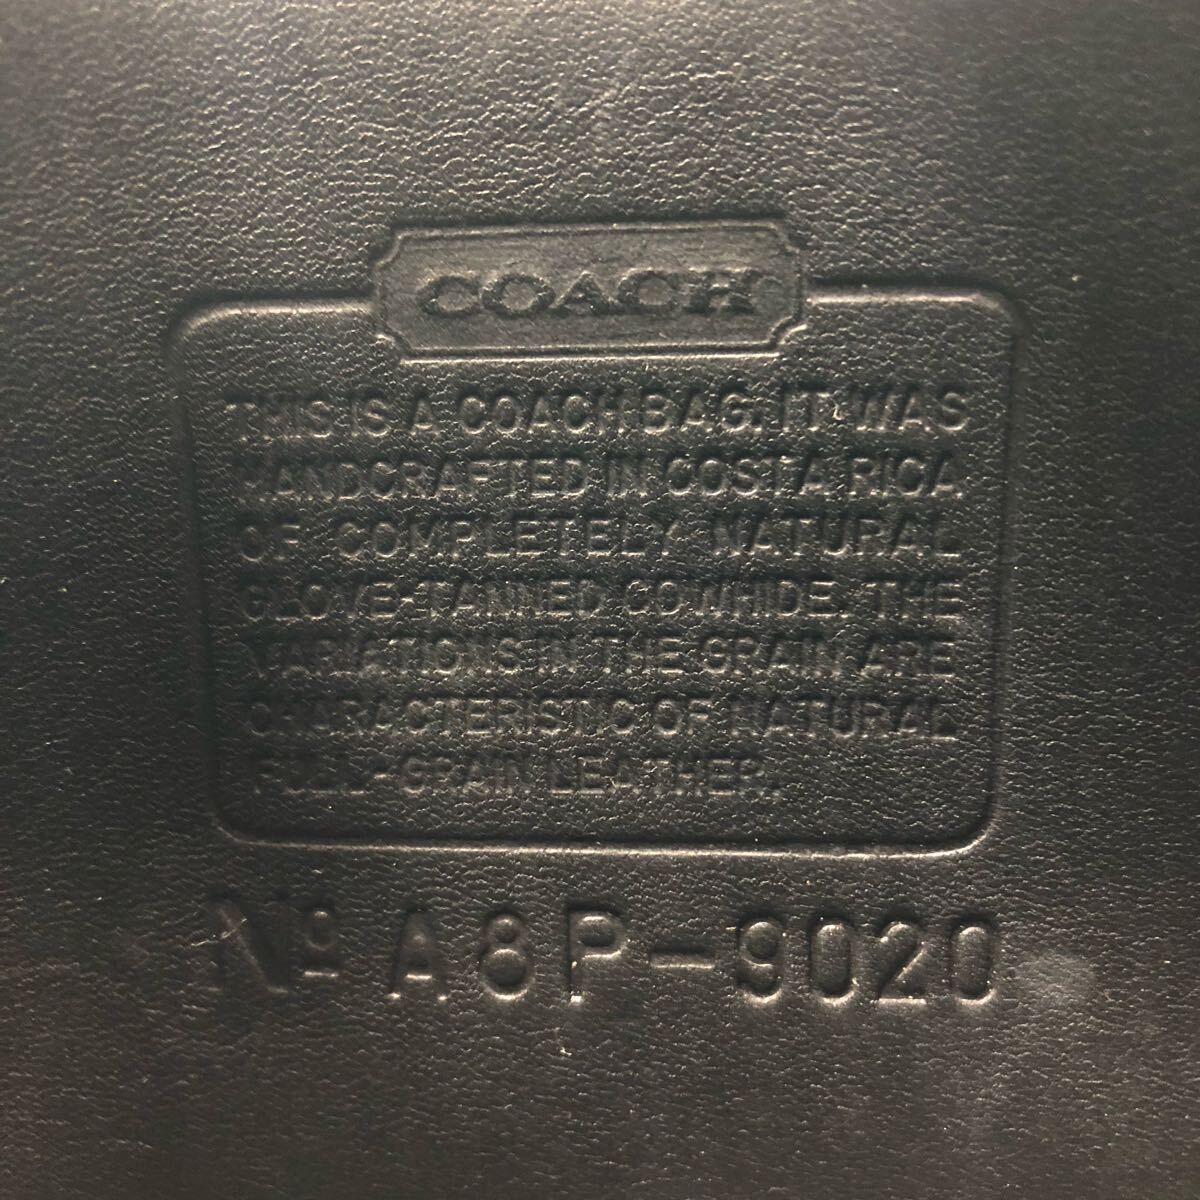 COACH
THIS IS A COACH BAG. IT WAS
HANDCRAFTED IN COSTA RICA
OF COMPLETELY NATURAL
GLOVE-TANNED COWHIDE. THE
VARIATIONS IN THE GRAIN ARE
CHARACTERISTIC OF NATURAL
FULL-GRAIN LEATHER.
Nº A8P-9020